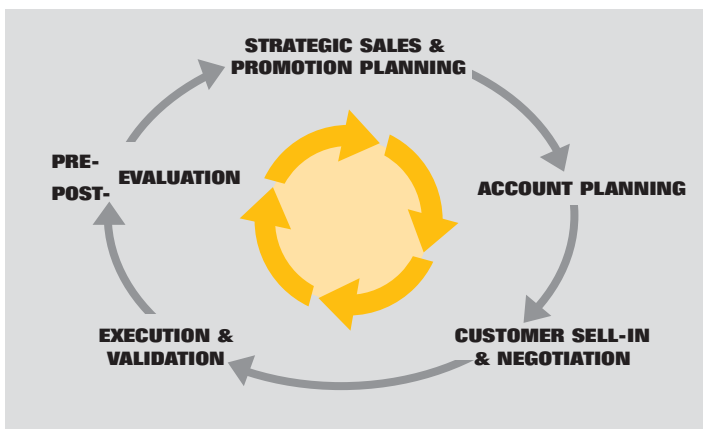 STRATEGIC SALES &
PROMOTION PLANNING
PRE-
POST-
EVALUATION
ACCOUNT PLANNING
EXECUTION &
VALIDATION
CUSTOMER SELL-IN
& NEGOTIATION